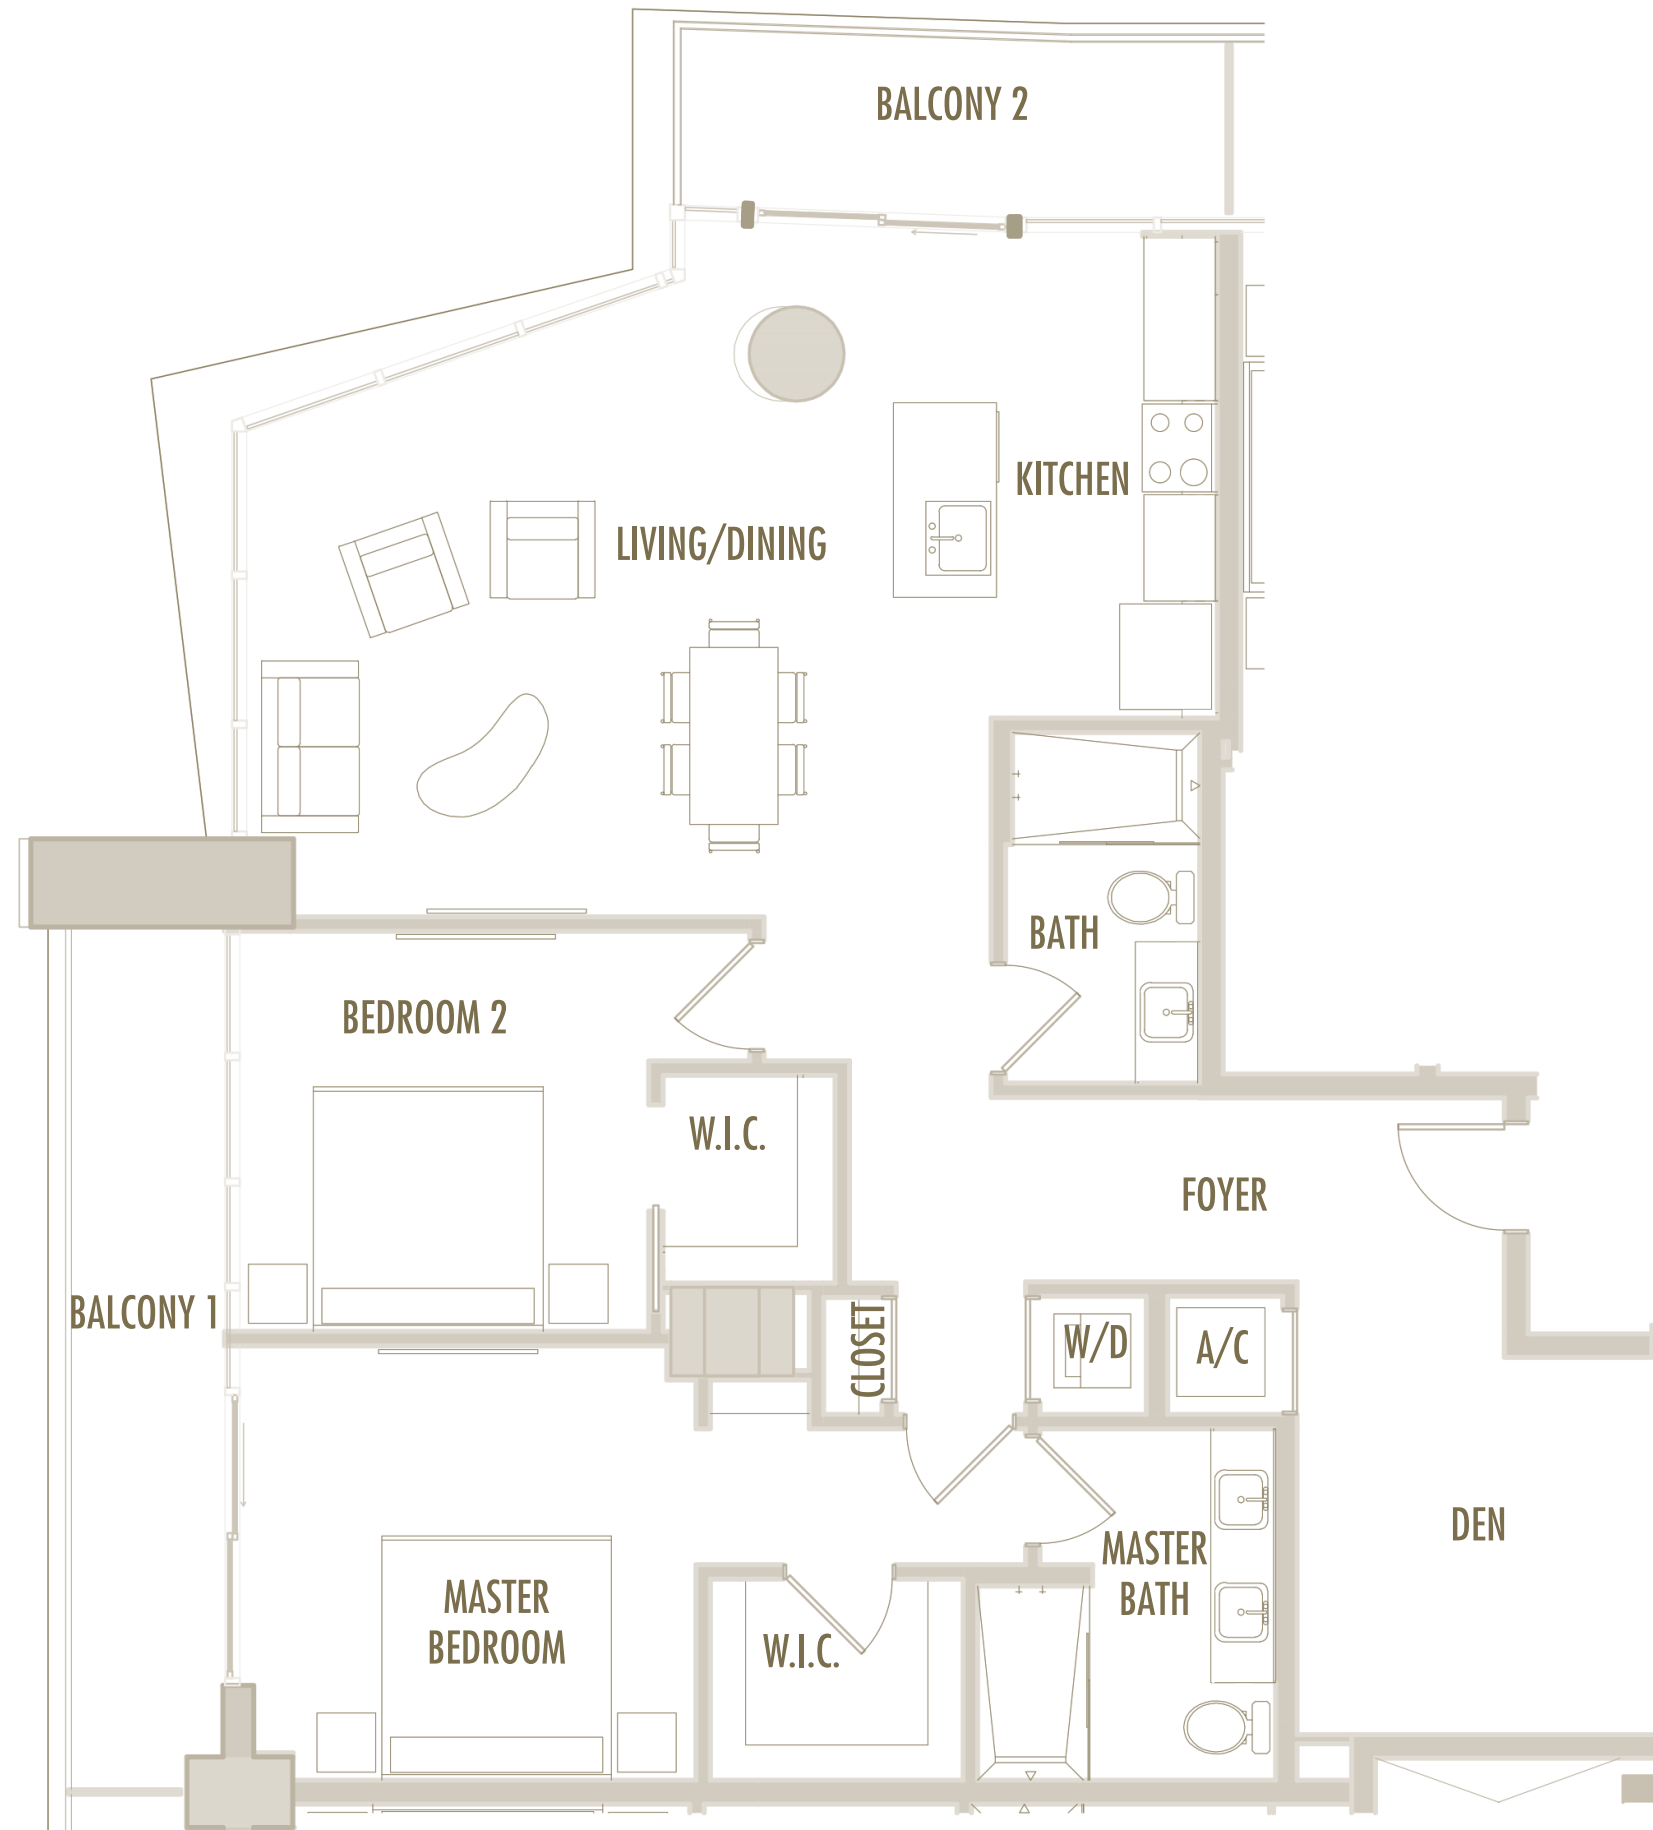 BALCONY 2
KITCHEN
LIVING/DINING
BATH
BEDROOM 2
W.I.C.
FOYER
BALCONY 1
CLOSET
W/D
A/C
DEN
MASTER
BATH
MASTER
BEDROOM
W.I.C.